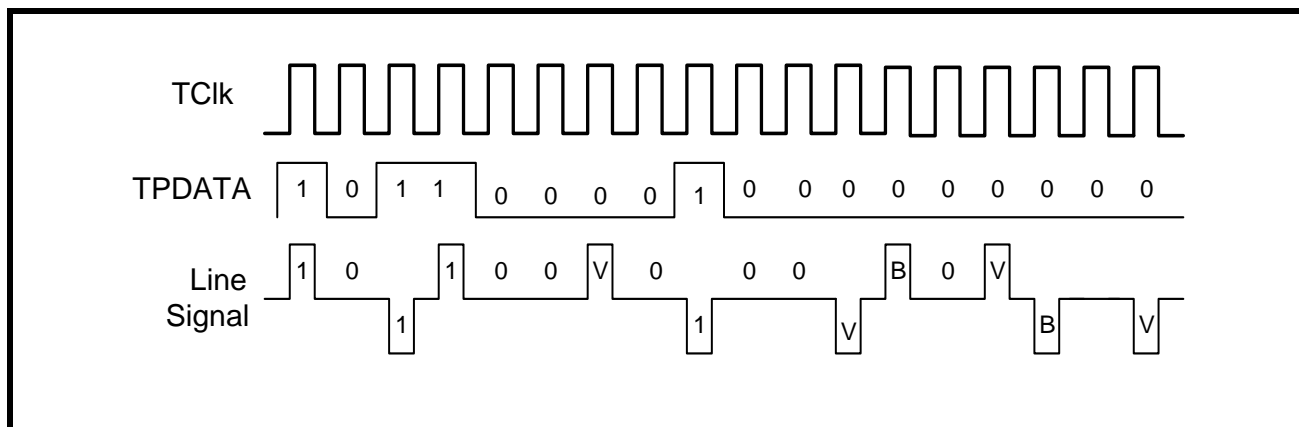 TClk
TPDATA 1 0 1 1 0 0 0 0 1 0 0 0 0 0 0 0 0 0
Line Signal 1 0 1 1 0 0 V 0 1 0 0 V B 0 V B V